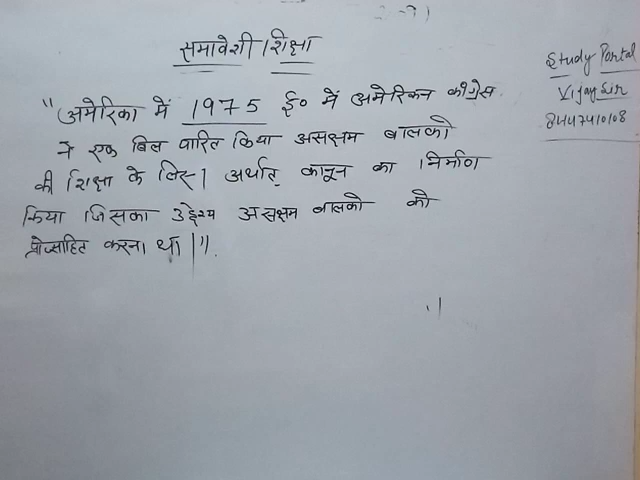 समावेशी शिक्षा
Study Portal
Vijay Sir
8447410108
"अमेरिका में 1975 ई० में अमेरिकन कांग्रेस
ने एक बिल पारित किया असक्षम बालको
की शिक्षा के लिए। अर्थात् कानून का निर्माण
किया जिसका उद्देश्य असक्षम बालको को
प्रोत्साहित करना था।"